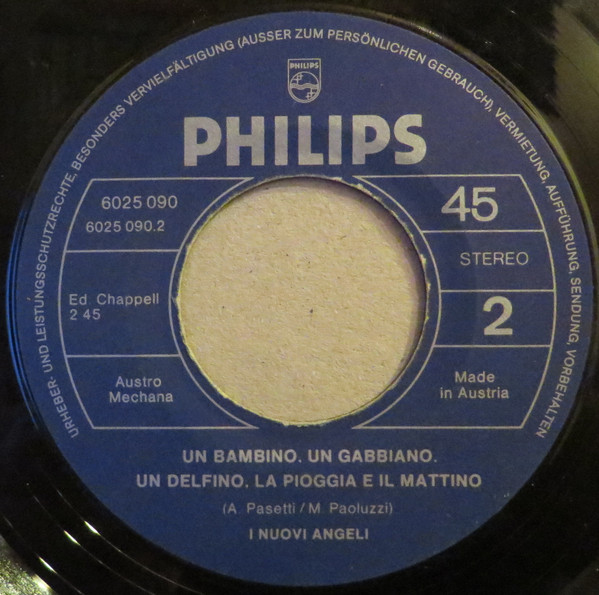 URHEBER- UND LEISTUNGSSCHUTZRECHTE, BESONDERS VERVIELFÄLTIGUNG (AUSSER ZUM PERSÖNLICHEN GEBRAUCH), VERMIETUNG, AUFFÜHRUNG, SENDUNG, VORBEHALTEN
PHILIPS
PHILIPS
6025 090
6025 090.2
45
STEREO
Ed Chappell
2 45
2
Austro
Mechana
Made
in Austria
UN BAMBINO. UN GABBIANO.
UN DELFINO. LA PIOGGIA E IL MATTINO
(A. Pasetti / M Paoluzzi)
I NUOVI ANGELI